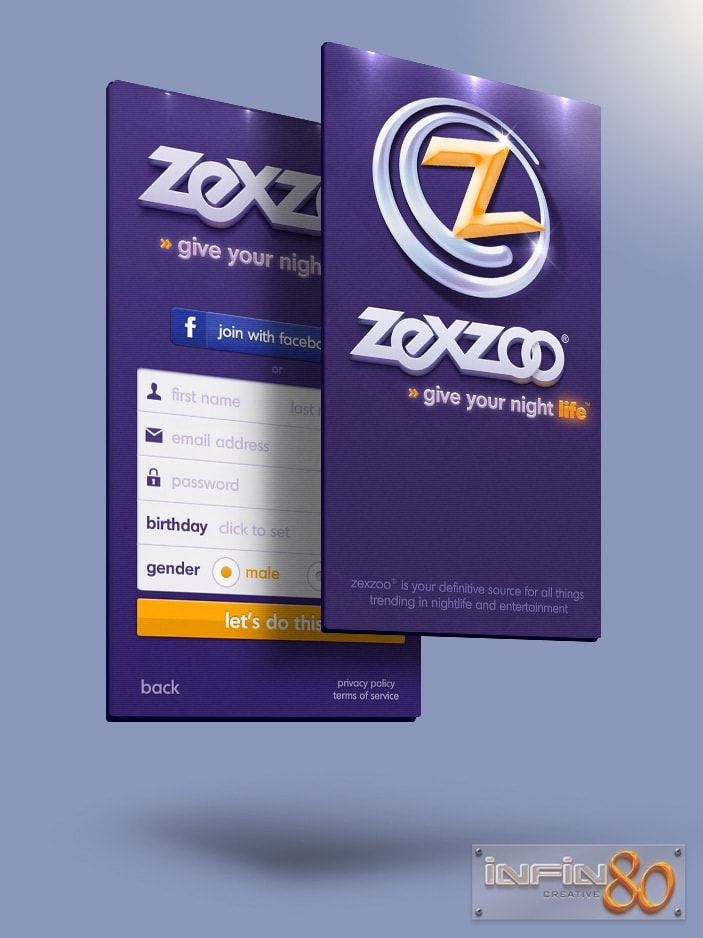 zexzoo
» give your nigh
join with facebo
or
first name last
email address
password
birthday click to set
gender male
let's do this
back
privacy policy
terms of service
Z
zexzoo®
» give your night life™
zexzoo® is your definitive source for all things
trending in nightlife and entertainment
infin80
CREATIVE